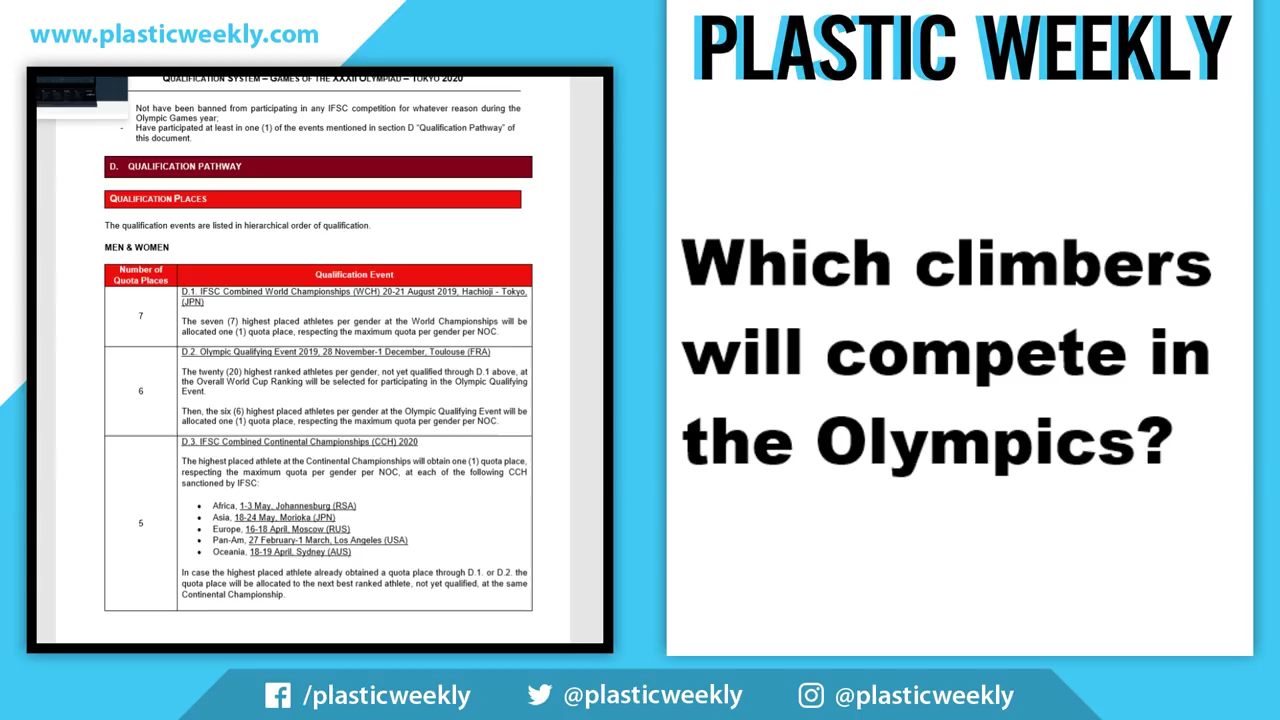 www.plasticweekly.com
PLASTIC WEEKLY
QUALIFICATION SYSTEM – GAMES OF THE XXXII OLYMPIAD – TOKYO 2020
Not have been banned from participating in any IFSC competition for whatever reason during the
Olympic Games year;
- Have participated at least in one (1) of the events mentioned in section D "Qualification Pathway" of
this document.
D. QUALIFICATION PATHWAY
QUALIFICATION PLACES
The qualification events are listed in hierarchical order of qualification.
MEN & WOMEN
Number of
Quota Places
Qualification Event
7
D.1. IFSC Combined World Championships (WCH) 20-21 August 2019, Hachioji - Tokyo,
(JPN)
The seven (7) highest placed athletes per gender at the World Championships will be
allocated one (1) quota place, respecting the maximum quota per gender per NOC.
6
D.2. Olympic Qualifying Event 2019, 28 November-1 December, Toulouse (FRA)
The twenty (20) highest ranked athletes per gender, not yet qualified through D.1 above, at
the Overall World Cup Ranking will be selected for participating in the Olympic Qualifying
Event.
Then, the six (6) highest placed athletes per gender at the Olympic Qualifying Event will be
allocated one (1) quota place, respecting the maximum quota per gender per NOC.
5
D.3. IFSC Combined Continental Championships (CCH) 2020
The highest placed athlete at the Continental Championships will obtain one (1) quota place,
respecting the maximum quota per gender per NOC, at each of the following CCH
sanctioned by IFSC:
• Africa, 1-3 May, Johannesburg (RSA)
• Asia, 18-24 May, Morioka (JPN)
• Europe, 16-18 April, Moscow (RUS)
• Pan-Am, 27 February-1 March, Los Angeles (USA)
• Oceania, 18-19 April, Sydney (AUS)
In case the highest placed athlete already obtained a quota place through D.1. or D.2. the
quota place will be allocated to the next best ranked athlete, not yet qualified, at the same
Continental Championship.
Which climbers
will compete in
the Olympics?
/plasticweekly
@plasticweekly
@plasticweekly